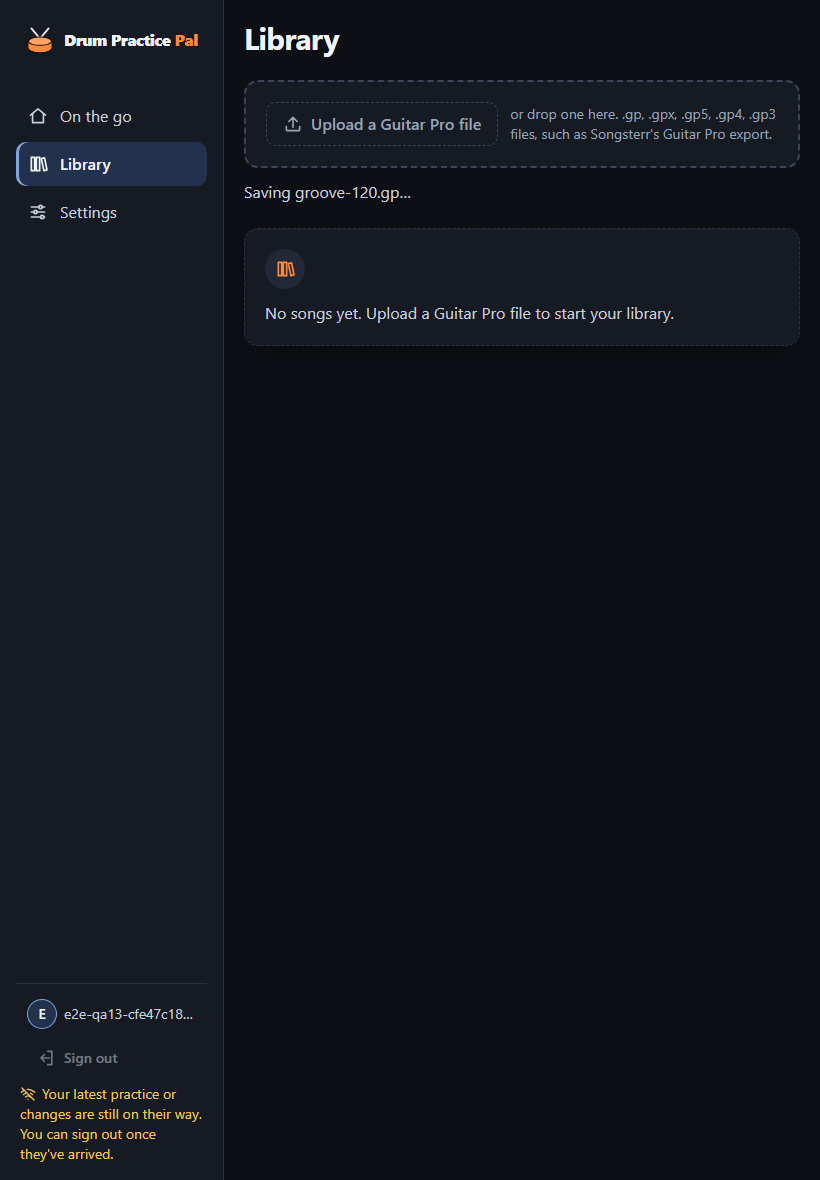 Drum Practice Pal
On the go
Library
Settings
Library
Upload a Guitar Pro file
or drop one here. .gp, .gpx, .gp5, .gp4, .gp3
files, such as Songsterr's Guitar Pro export.
Saving groove-120.gp...
No songs yet. Upload a Guitar Pro file to start your library.
E
e2e-qa13-cfe47c18...
Sign out
Your latest practice or
changes are still on their way.
You can sign out once
they've arrived.